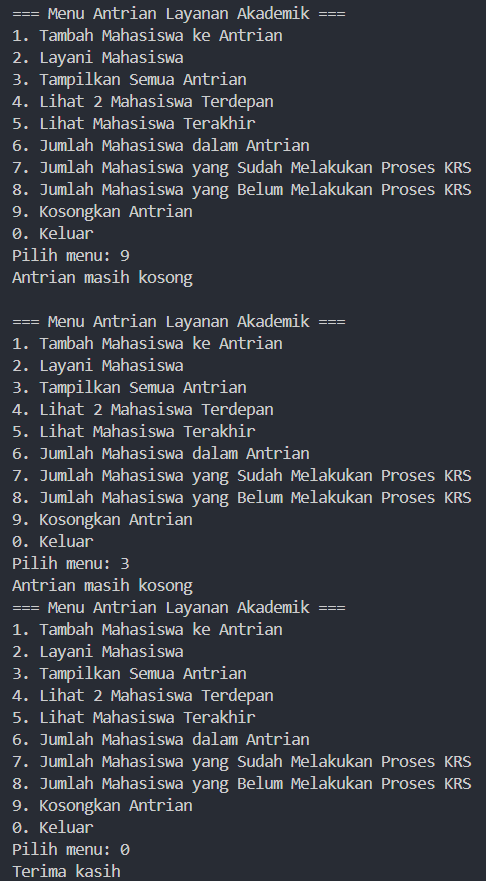 === Menu Antrian Layanan Akademik ===
1. Tambah Mahasiswa ke Antrian
2. Layani Mahasiswa
3. Tampilkan Semua Antrian
4. Lihat 2 Mahasiswa Terdepan
5. Lihat Mahasiswa Terakhir
6. Jumlah Mahasiswa dalam Antrian
7. Jumlah Mahasiswa yang Sudah Melakukan Proses KRS
8. Jumlah Mahasiswa yang Belum Melakukan Proses KRS
9. Kosongkan Antrian
0. Keluar
Pilih menu: 9
Antrian masih kosong

=== Menu Antrian Layanan Akademik ===
1. Tambah Mahasiswa ke Antrian
2. Layani Mahasiswa
3. Tampilkan Semua Antrian
4. Lihat 2 Mahasiswa Terdepan
5. Lihat Mahasiswa Terakhir
6. Jumlah Mahasiswa dalam Antrian
7. Jumlah Mahasiswa yang Sudah Melakukan Proses KRS
8. Jumlah Mahasiswa yang Belum Melakukan Proses KRS
9. Kosongkan Antrian
0. Keluar
Pilih menu: 3
Antrian masih kosong
=== Menu Antrian Layanan Akademik ===
1. Tambah Mahasiswa ke Antrian
2. Layani Mahasiswa
3. Tampilkan Semua Antrian
4. Lihat 2 Mahasiswa Terdepan
5. Lihat Mahasiswa Terakhir
6. Jumlah Mahasiswa dalam Antrian
7. Jumlah Mahasiswa yang Sudah Melakukan Proses KRS
8. Jumlah Mahasiswa yang Belum Melakukan Proses KRS
9. Kosongkan Antrian
0. Keluar
Pilih menu: 0
Terima kasih